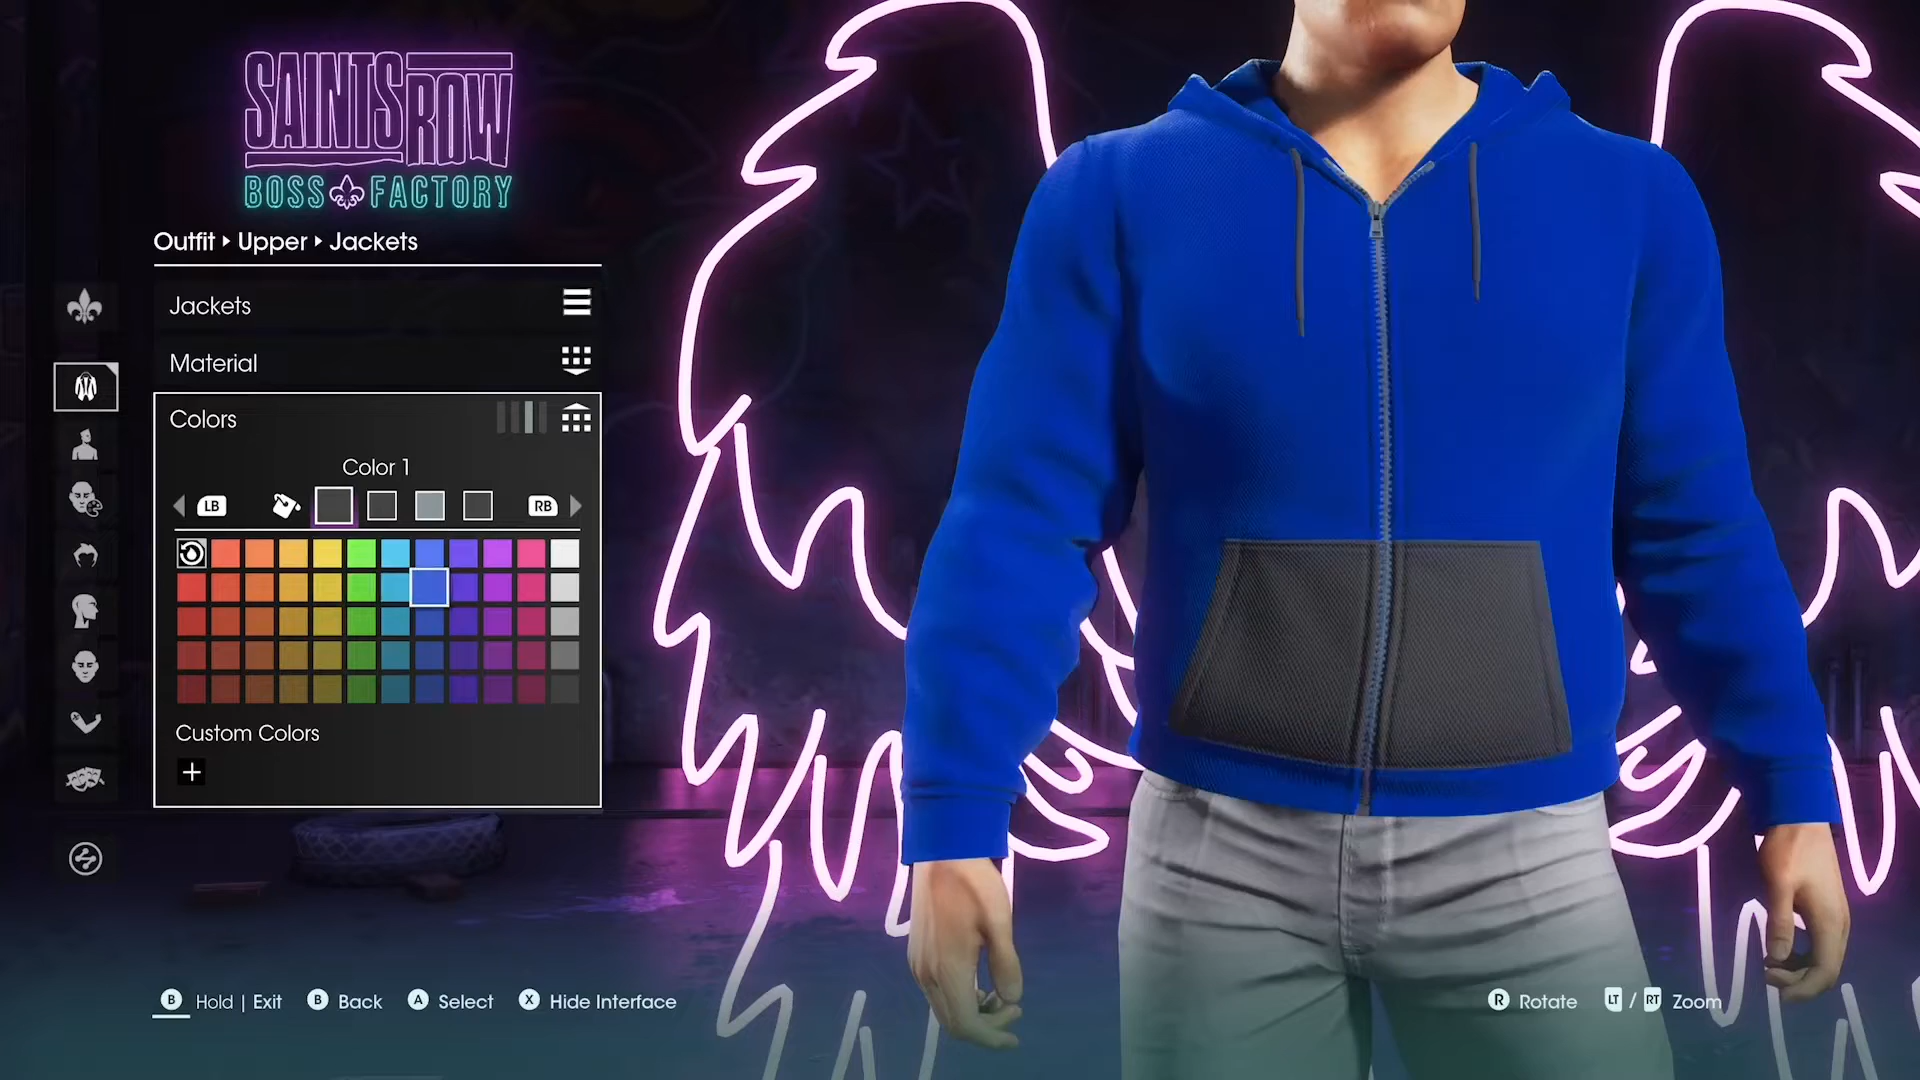 SAINTS ROW
BOSS FACTORY
Outfit ▸ Upper ▸ Jackets
Jackets
Material
Colors
Color 1
LB
RB
Custom Colors
B Hold | Exit
B Back
A Select
X Hide Interface
R Rotate
LT / RT Zoom